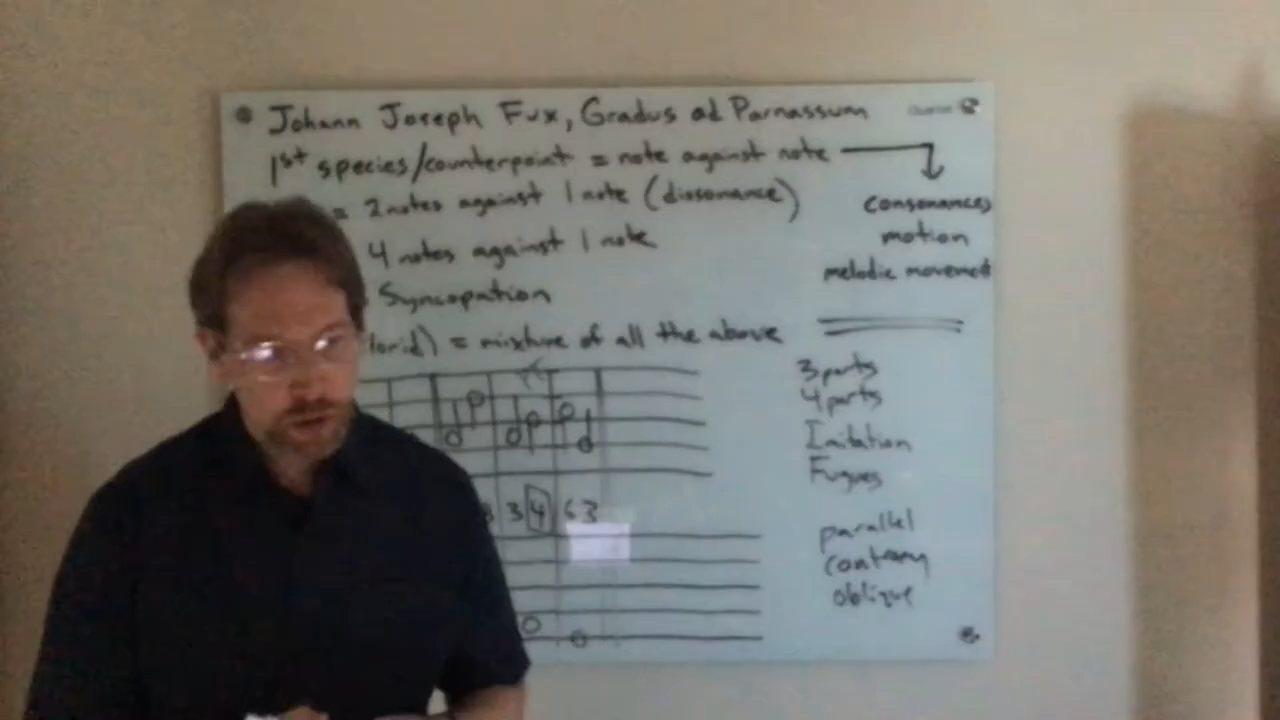 Johann Joseph Fux, Gradus ad Parnassum
1st species/counterpoint = note against note
= 2 notes against 1 note (dissonance)
4 notes against 1 note
Syncopation
lorid) = mixture of all the above
consonances
motion
melodic movement
3 parts
4 parts
Imitation
Fugues
3 4 6 3
parallel
contrary
oblique